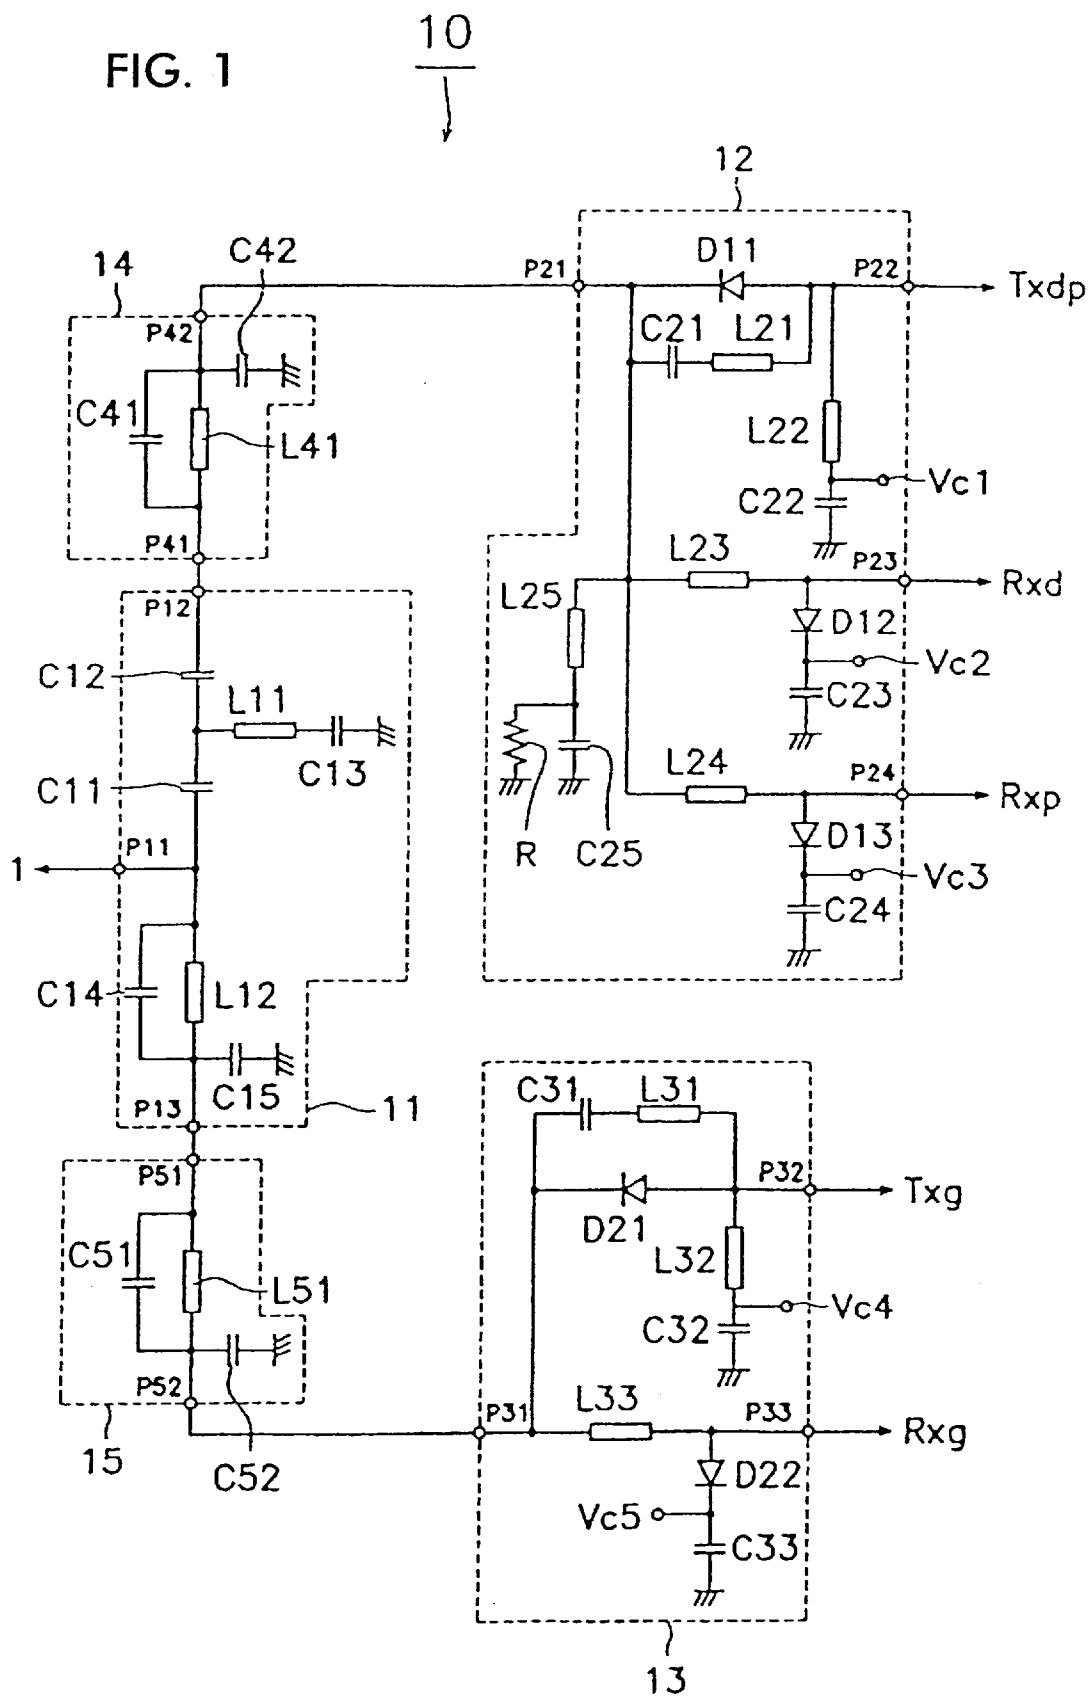 FIG. 1
10
12
14
C42
P21
D11
P22
Txdp
P42
C21
L21
C41
L41
L22
Vc1
C22
P41
L23
P23
Rxd
P12
L25
D12
Vc2
C12
L11
C23
C13
C11
L24
P24
Rxp
P11
R
C25
D13
1
Vc3
C24
C14
L12
C15
P13
11
C31
L31
P51
P32
Txg
D21
C51
L51
L32
Vc4
C32
P52
L33
P31
P33
Rxg
15
C52
D22
Vc5
C33
13